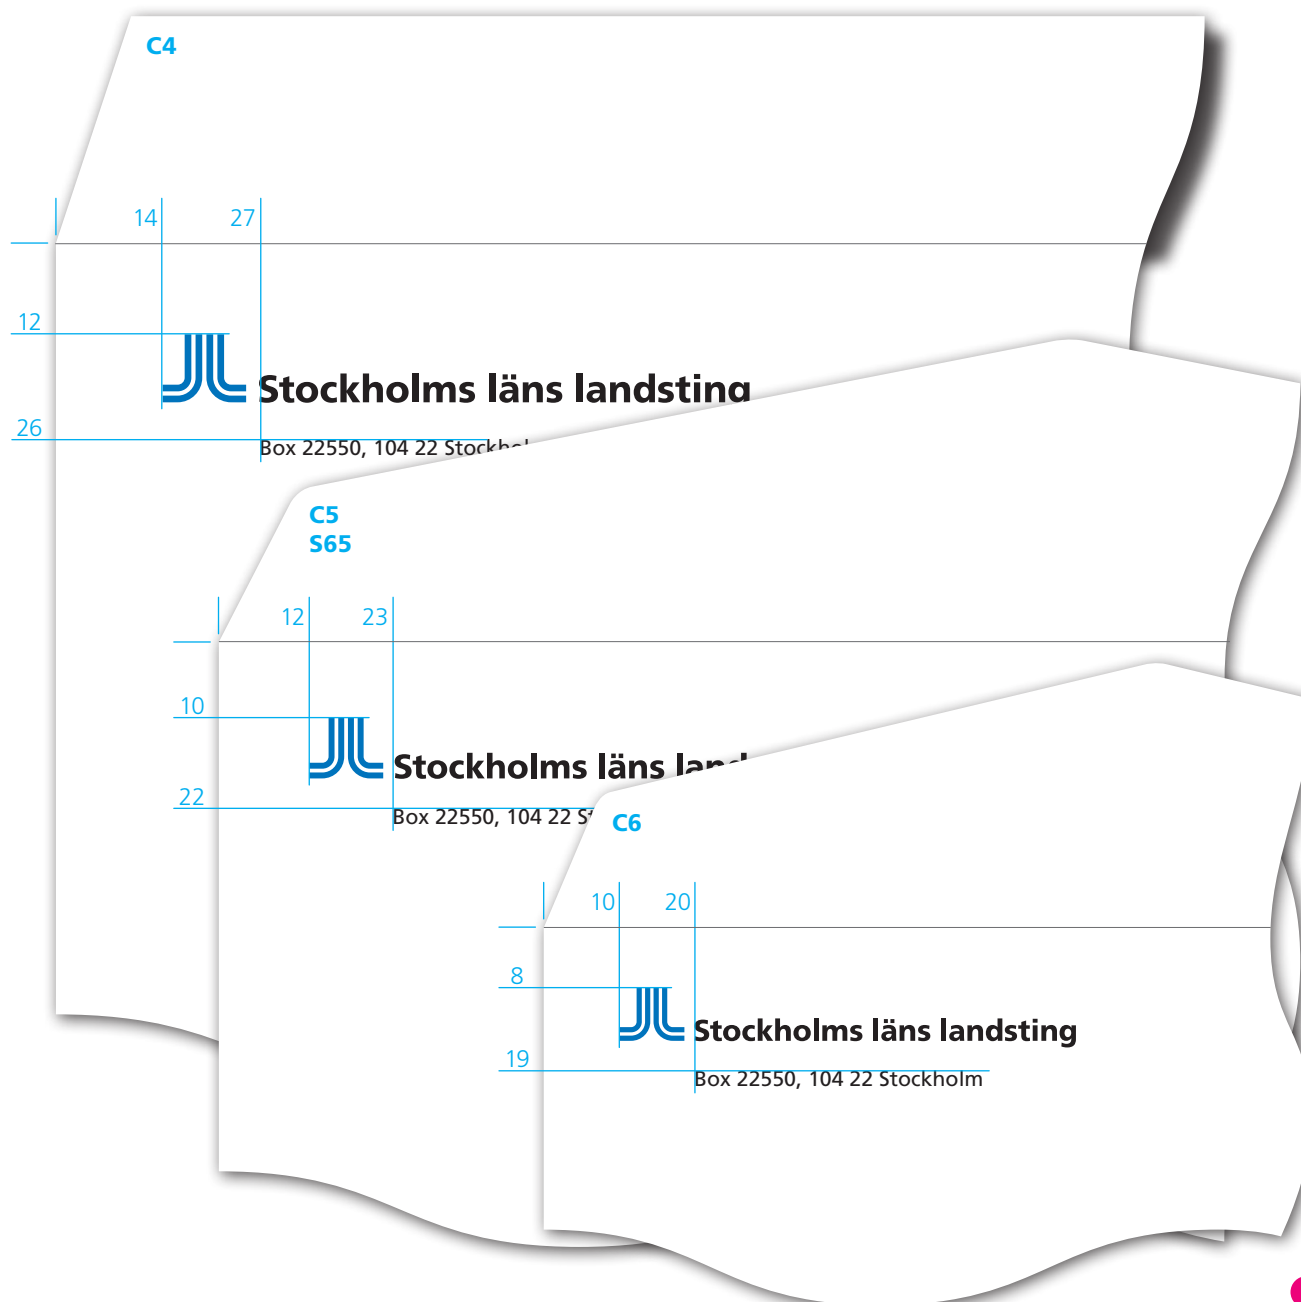 C4
14 27
12
Stockholms läns landsting
26
Box 22550, 104 22
C5
S65
12 23
10
Stockholms läns
22
Box 22550, 104 22
C6
10 20
8
Stockholms läns landsting
19
Box 22550, 104 22 Stockholm